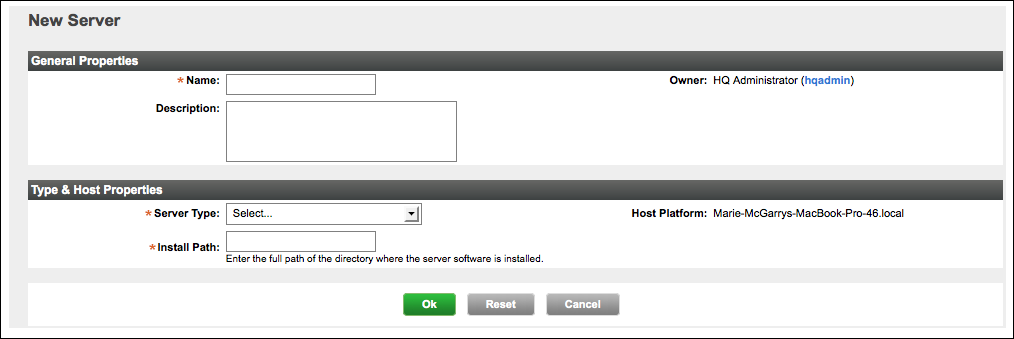 New Server
General Properties
*Name:
Owner: HQ Administrator (hqadmin)
Description:
Type & Host Properties
*Server Type: Select...
Host Platform: Marie-McGarrys-MacBook-Pro-46.local
*Install Path:
Enter the full path of the directory where the server software is installed.
Ok Reset Cancel